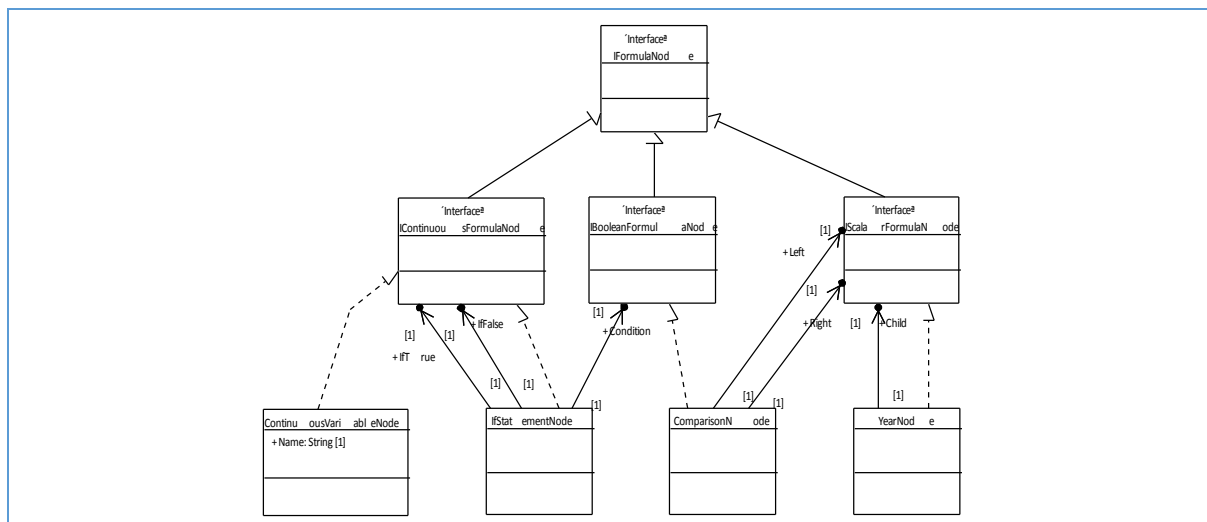 ´Interfaceª
IFormulaNod e
´Interfaceª
IContinuou sFormulaNod e
´Interfaceª
IBooleanFormul aNod e
´Interfaceª
IScala rFormulaN ode
[1]
+ Left
[1]
[1]
+ IfFalse
[1]
[1]
+ IfT rue
[1]
+ Condition
+ Right
[1]
+ Child
[1]
[1]
[1]
[1]
[1]
[1]
Continu ousVari abl eNode
+ Name: String [1]
IfStat ementNode
ComparisonN ode
YearNod e